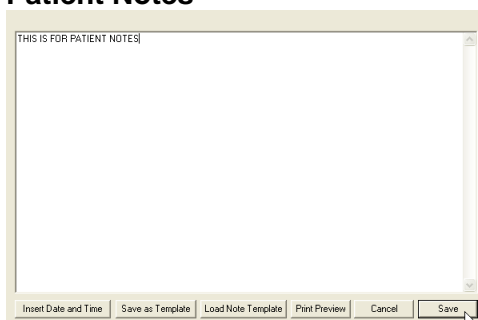 Patient Notes
THIS IS FOR PATIENT NOTES
Insert Date and Time Save as Template Load Note Template Print Preview Cancel Save